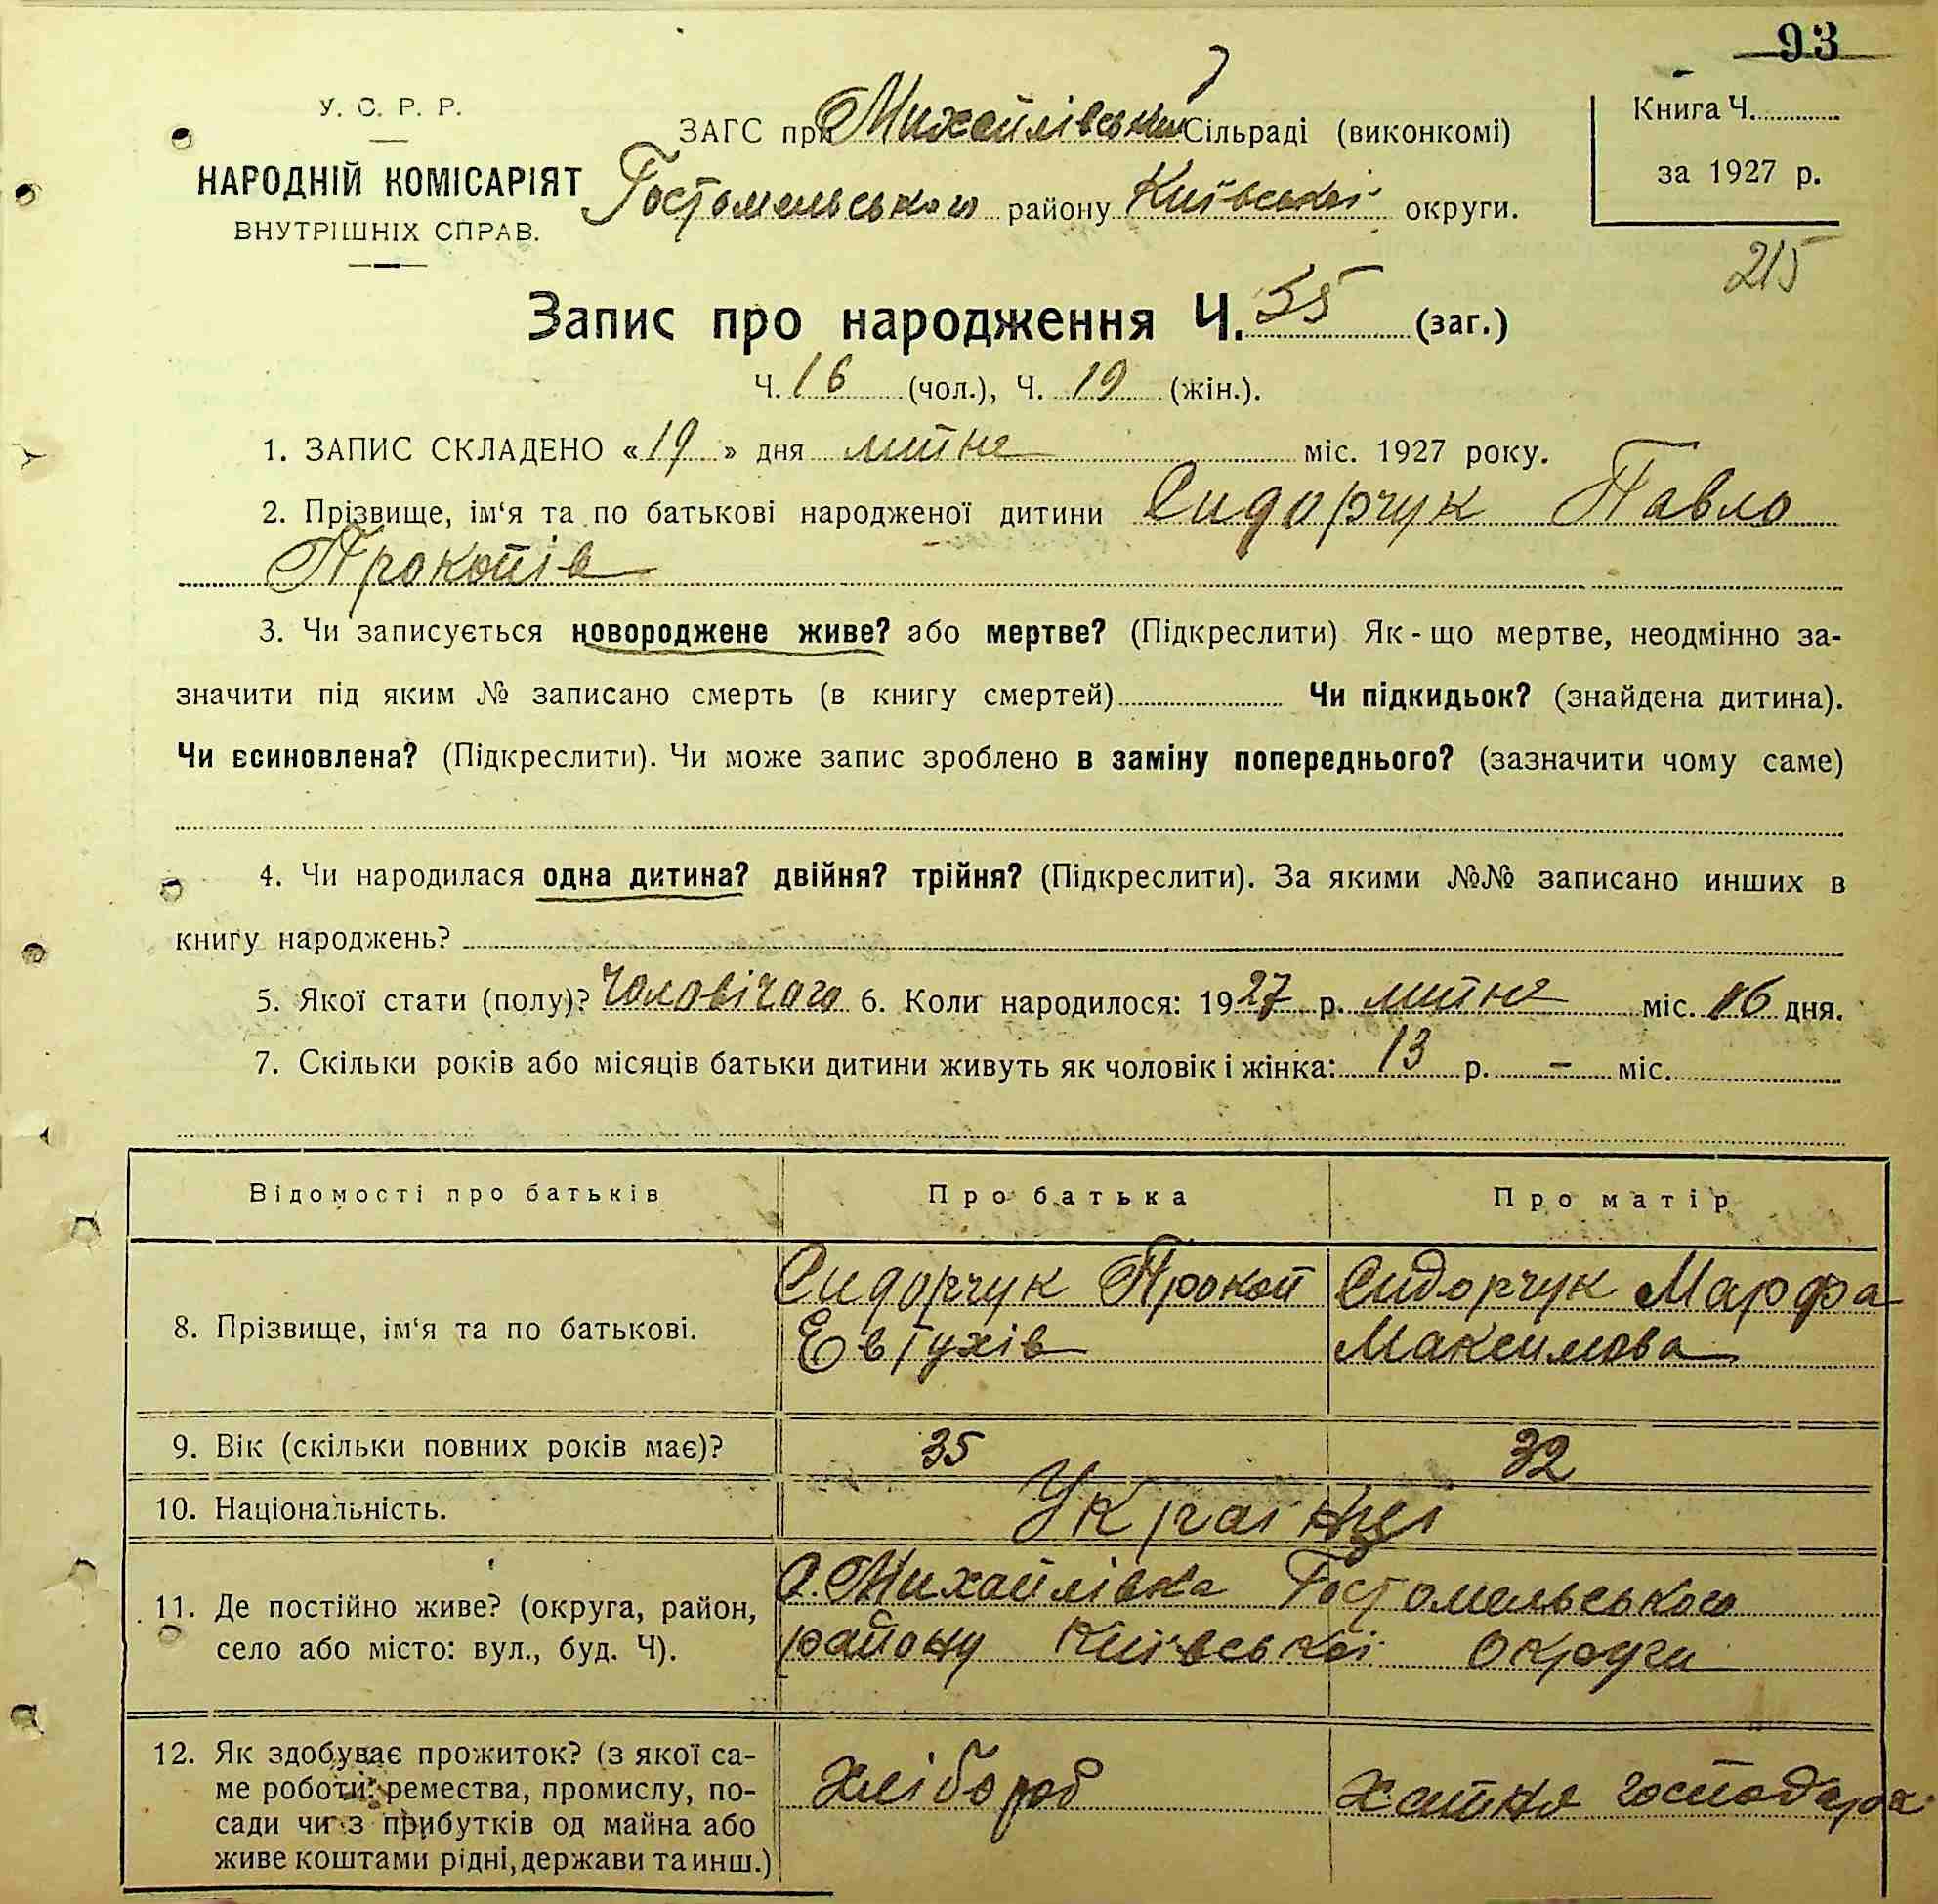 93
У. С. Р. Р.
НАРОДНІЙ КОМІСАРІЯТ
ВНУТРІШНІХ СПРАВ.
ЗАГС при Михайлівській Сільраді (виконкомі)
Гостомельського району Київської округи.
Книга Ч.
за 1927 р.
215
Запис про народження Ч. 35 (заг.)
Ч. 16 (чол.), Ч. 19 (жін.).
1. ЗАПИС СКЛАДЕНО «19» дня липня міс. 1927 року.
2. Прізвище, ім‘я та по батькові народженої дитини Сидорчук Павло
Прокопів
3. Чи записується новороджене живе? або мертве? (Підкреслити) Як-що мертве, неодмінно за-
значити під яким № записано смерть (в книгу смертей) Чи підкидьок? (знайдена дитина).
Чи всиновлена? (Підкреслити). Чи може запис зроблено в заміну попереднього? (зазначити чому саме)
4. Чи народилася одна дитина? двійня? трійня? (Підкреслити). За якими №№ записано инших в
книгу народжень?
5. Якої стати (полу)? Чоловічого 6. Коли народилося: 1927 р. липня міс. 16 дня.
7. Скільки років або місяців батьки дитини живуть як чоловік і жінка: 13 р. – міс.
Відомості про батьків Про батька Про матір
8. Прізвище, ім‘я та по батькові. Сидорчук Прокоп Сидорчук Марфа
Евтухів Максимова
9. Вік (скільки повних років має)? 35 32
10. Національність. Українці
11. Де постійно живе? (округа, район, С. Михайлівка Гостомельського
село або місто: вул., буд. Ч). району Київської округи
12. Як здобуває прожиток? (з якої са-
ме роботи: ремества, промислу, по- Хлібороб Хатня господарка
сади чи з прибутків од майна або
живе коштами рідні, держави та инш.)